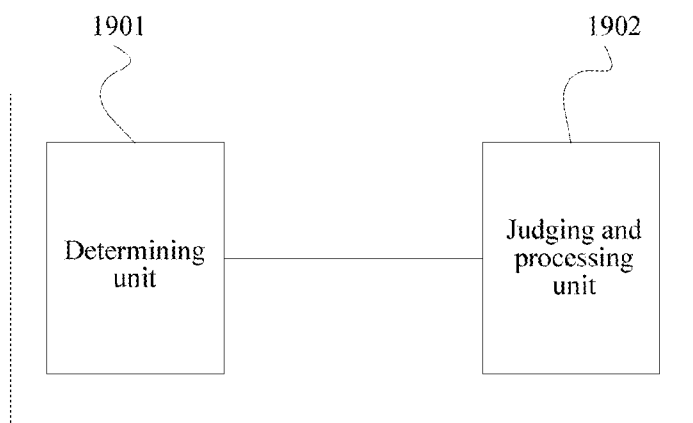 1901
1902
Determining
unit
Judging and
processing
unit